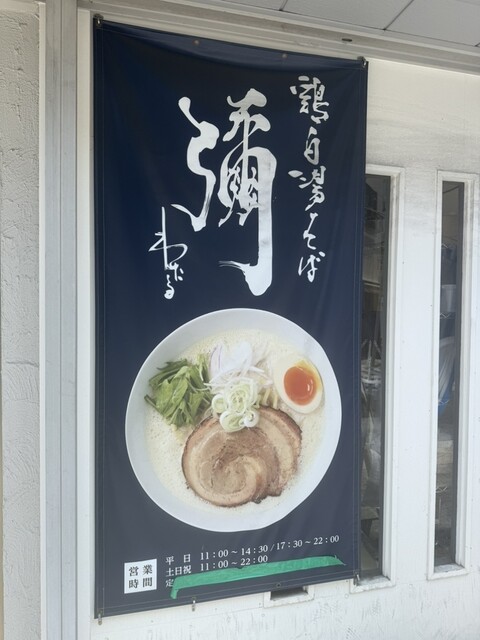 鶏白湯そば
彌
わたる
営業時間
平日 11:00～14:30/17:30～22:00
土日祝 11:00～22:00
定